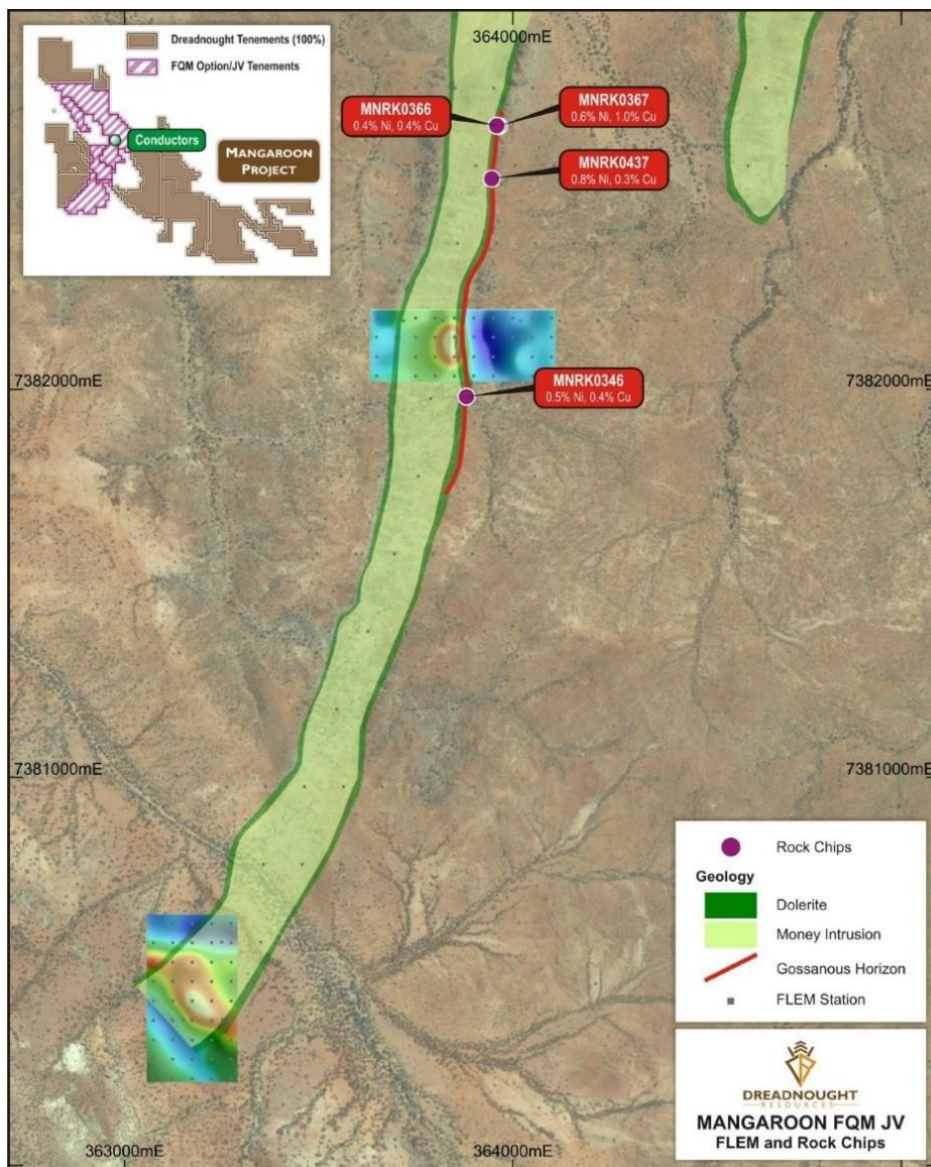 364000mE
Dreadnought Tenements (100%)
FQM Option/JV Tenements
Conductors
MANGAROON
PROJECT
MNRK0366
0.4% Ni, 0.4% Cu
MNRK0367
0.6% Ni, 1.0% Cu
MNRK0437
0.8% Ni, 0.3% Cu
7382000mE
7382000mE
MNRK0346
0.5% Ni, 0.4% Cu
7381000mE
7381000mE
Rock Chips
Geology
Dolerite
Money Intrusion
Gossanous Horizon
FLEM Station
DREADNOUGHT
RESOURCES
MANGAROON FQM JV
FLEM and Rock Chips
363000mE
364000mE